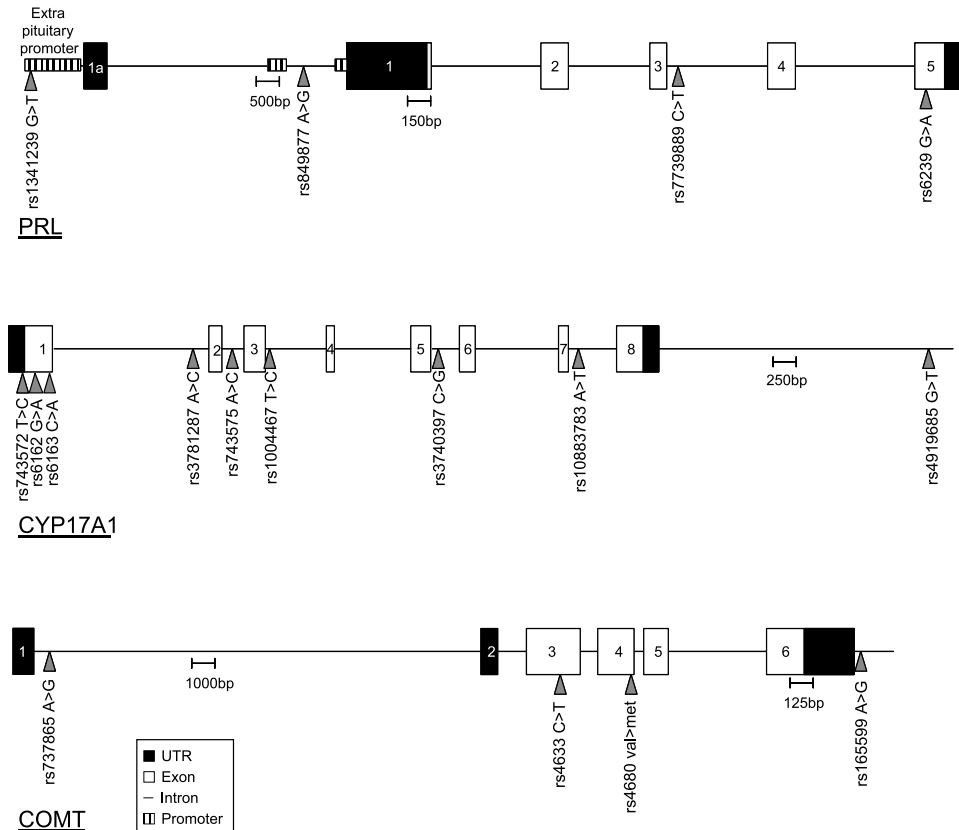 Extra
pituitary
promoter
1a
1
2
3
4
5
500bp
150bp
rs1341239 G>T
rs849877 A>G
rs7739889 C>T
rs6239 G>A
PRL
1
2
3
4
5
6
7
8
250bp
rs743572 T>C
rs6162 G>A
rs6163 C>A
rs3781287 A>C
rs743575 A>C
rs1004467 T>C
rs3740397 C>G
rs10883783 A>T
rs4919685 G>T
CYP17A1
1
2
3
4
5
6
1000bp
125bp
rs737865 A>G
rs4633 C>T
rs4680 val>met
rs165599 A>G
UTR
Exon
Intron
Promoter
COMT